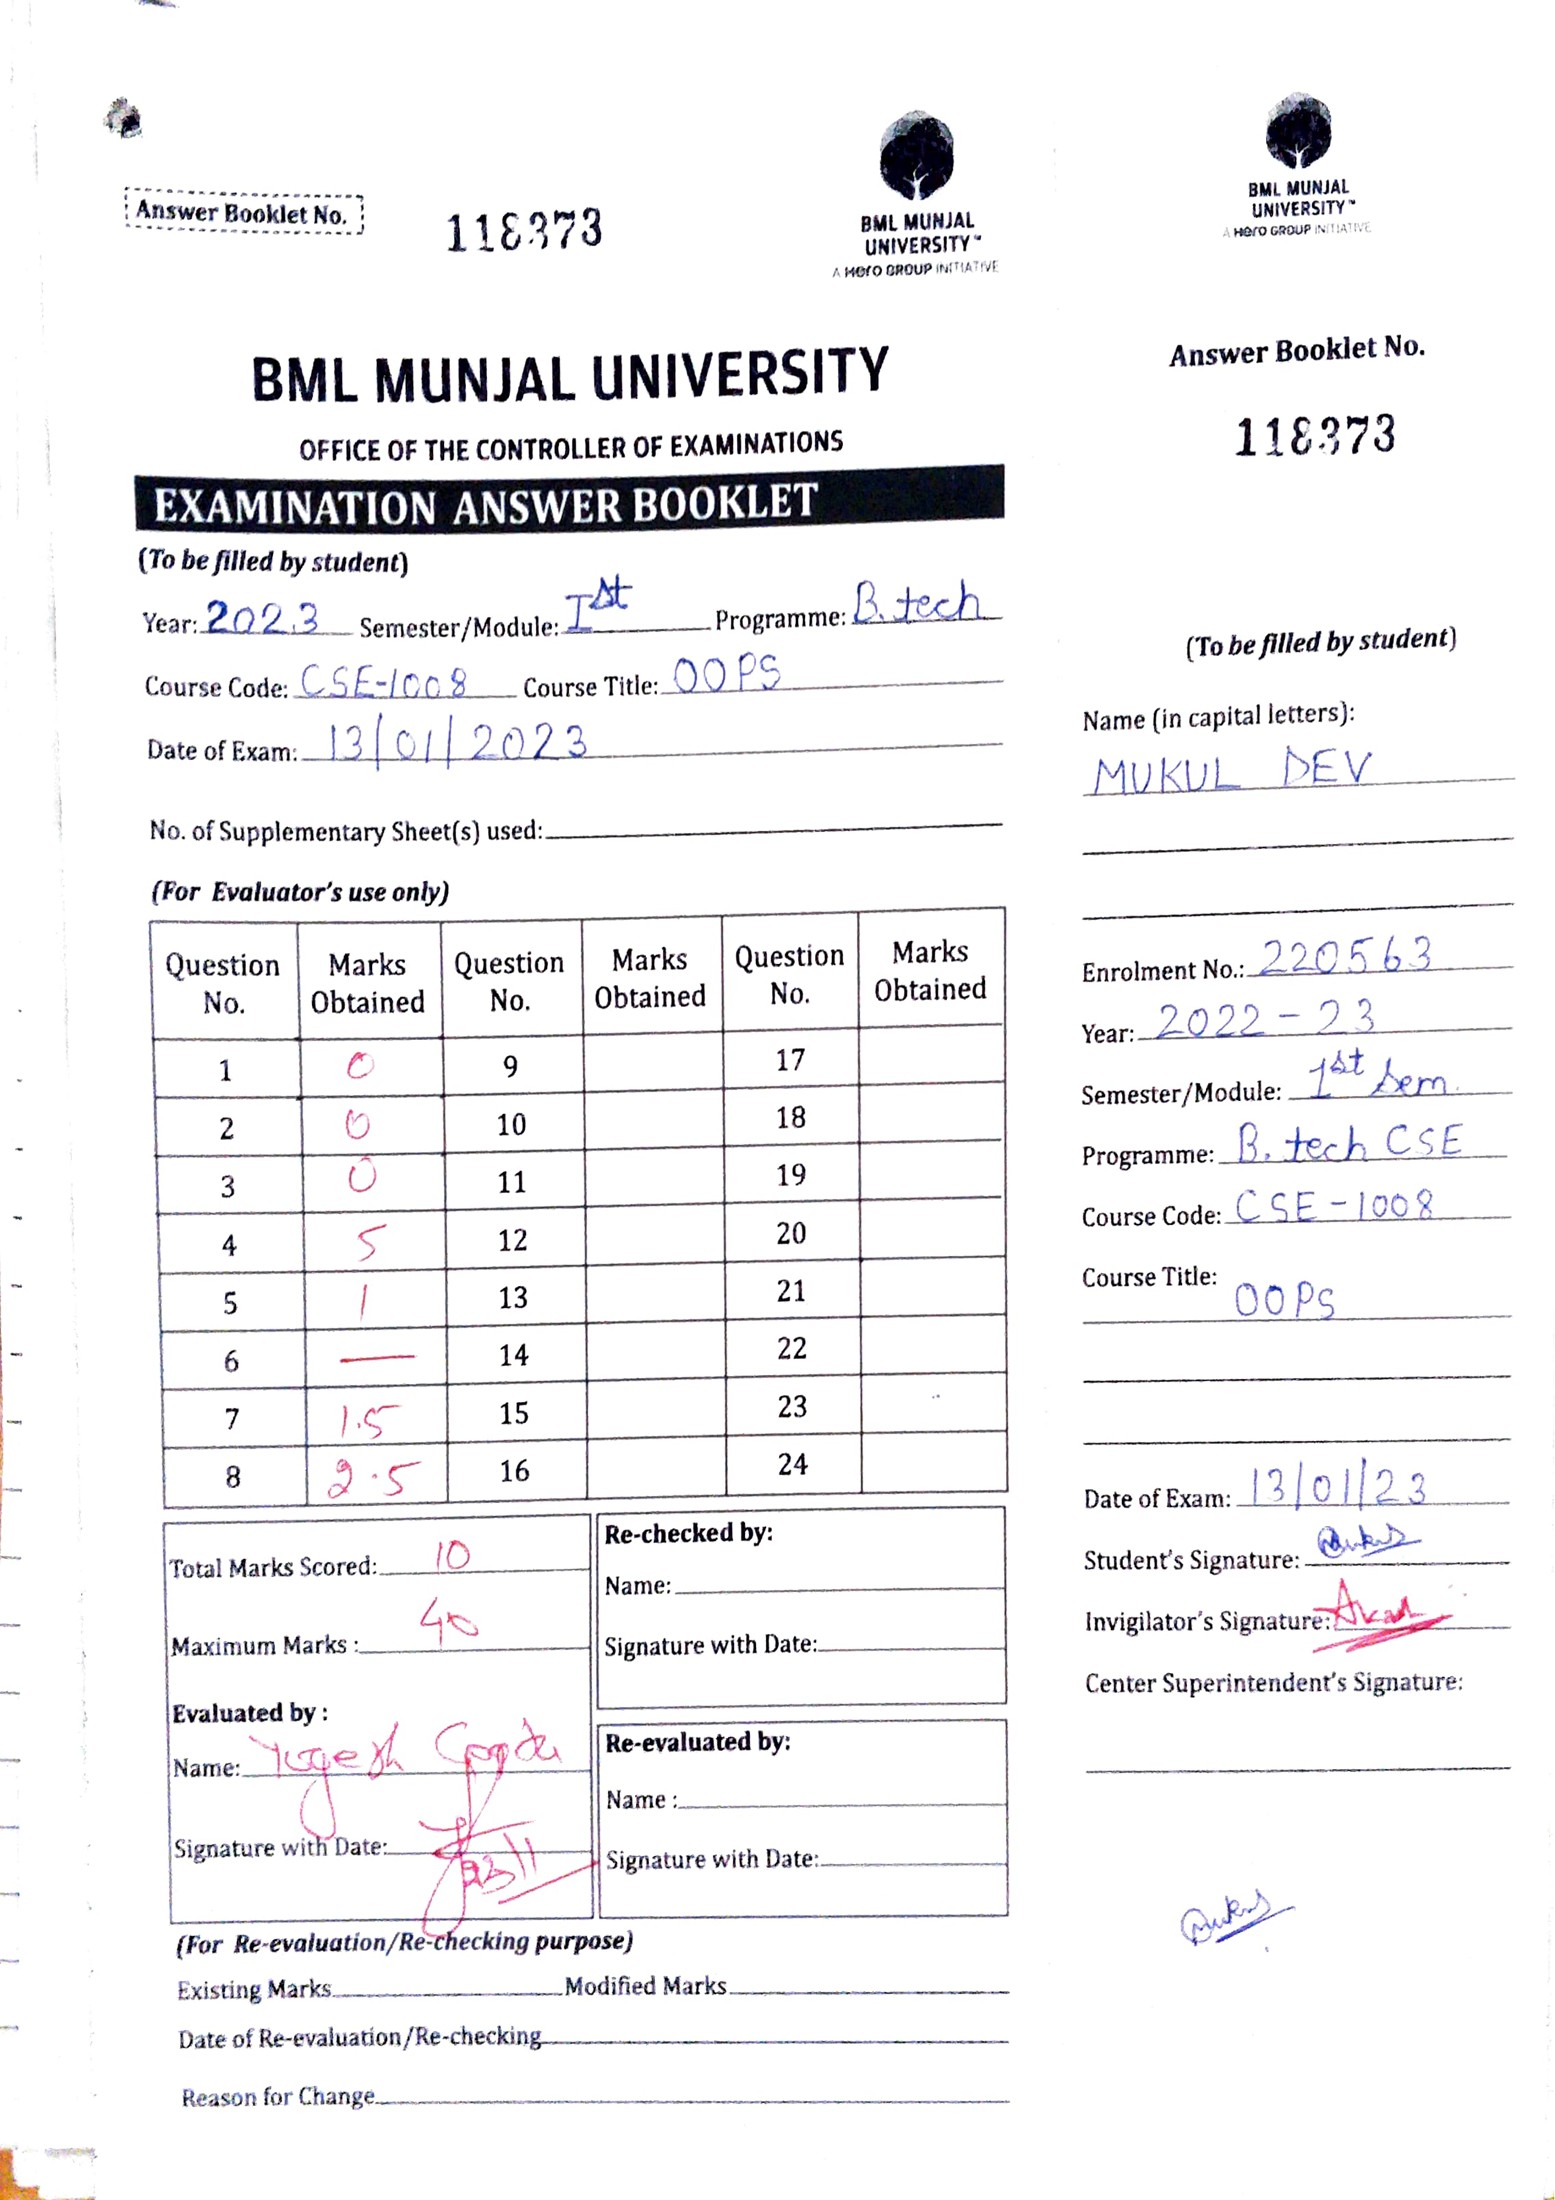 Answer Booklet No.
118373
BML MUNJAL
UNIVERSITY™
A Hero GROUP INITIATIVE
BML MUNJAL UNIVERSITY
OFFICE OF THE CONTROLLER OF EXAMINATIONS
EXAMINATION ANSWER BOOKLET
(To be filled by student)
Year: 2023 Semester/Module: Ist Programme: B.tech
Course Code: CSE-1008 Course Title: OOPS
Date of Exam: 13/01/2023
No. of Supplementary Sheet(s) used:
(For Evaluator's use only)
Question No. Marks Obtained Question No. Marks Obtained Question No. Marks Obtained
1 0 9 17
2 0 10 18
3 0 11 19
4 5 12 20
5 1 13 21
6 — 14 22
7 1.5 15 23
8 2.5 16 24
Total Marks Scored: 10
Maximum Marks : 40
Evaluated by :
Name: Yogesh
Signature with Date: 23/1
Re-checked by:
Name:
Signature with Date:
Re-evaluated by:
Name :
Signature with Date:
(For Re-evaluation/Re-checking purpose)
Existing Marks Modified Marks
Date of Re-evaluation/Re-checking
Reason for Change
BML MUNJAL
UNIVERSITY™
A Hero GROUP INITIATIVE
Answer Booklet No.
118373
(To be filled by student)
Name (in capital letters):
MUKUL DEV
Enrolment No.: 220563
Year: 2022-23
Semester/Module: 1st Sem.
Programme: B.tech CSE
Course Code: CSE-1008
Course Title:
OOPS
Date of Exam: 13/01/23
Student's Signature:
Invigilator's Signature:
Center Superintendent's Signature: